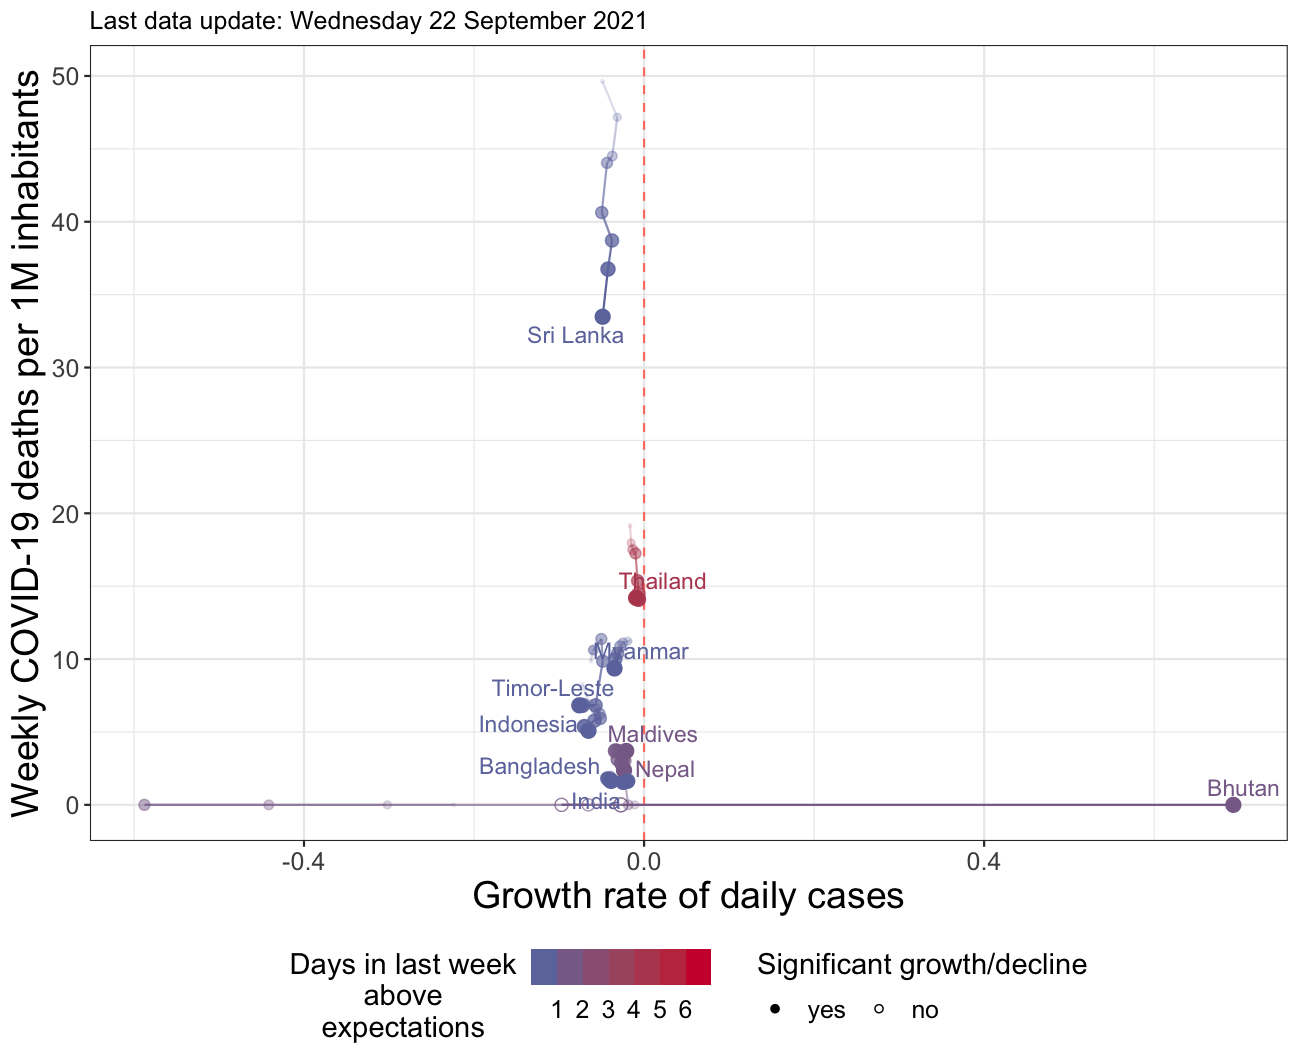 Last data update: Wednesday 22 September 2021
Weekly COVID-19 deaths per 1M inhabitants
50
40
30
20
10
0
Sri Lanka
Thailand
Myanmar
Timor-Leste
Indonesia
Maldives
Bangladesh
Nepal
Bhutan
India
-0.4
0.0
0.4
Growth rate of daily cases
Days in last week
above
expectations
1 2 3 4 5 6
Significant growth/decline
yes
no